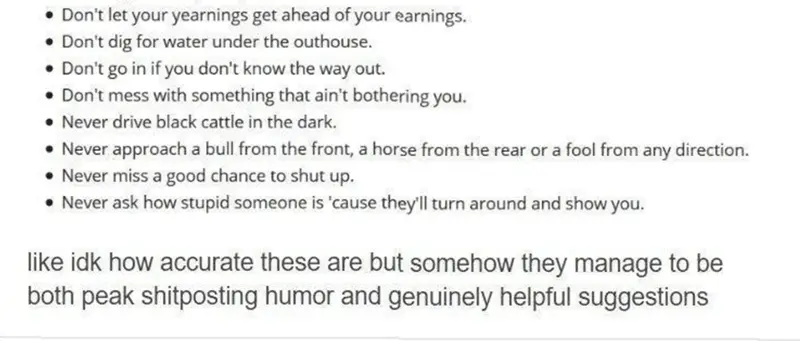 • Don't let your yearnings get ahead of your earnings.
• Don't dig for water under the outhouse.
• Don't go in if you don't know the way out.
• Don't mess with something that ain't bothering you.
• Never drive black cattle in the dark.
• Never approach a bull from the front, a horse from the rear or a fool from any direction.
• Never miss a good chance to shut up.
• Never ask how stupid someone is 'cause they'll turn around and show you.
like idk how accurate these are but somehow they manage to be
both peak shitposting humor and genuinely helpful suggestions